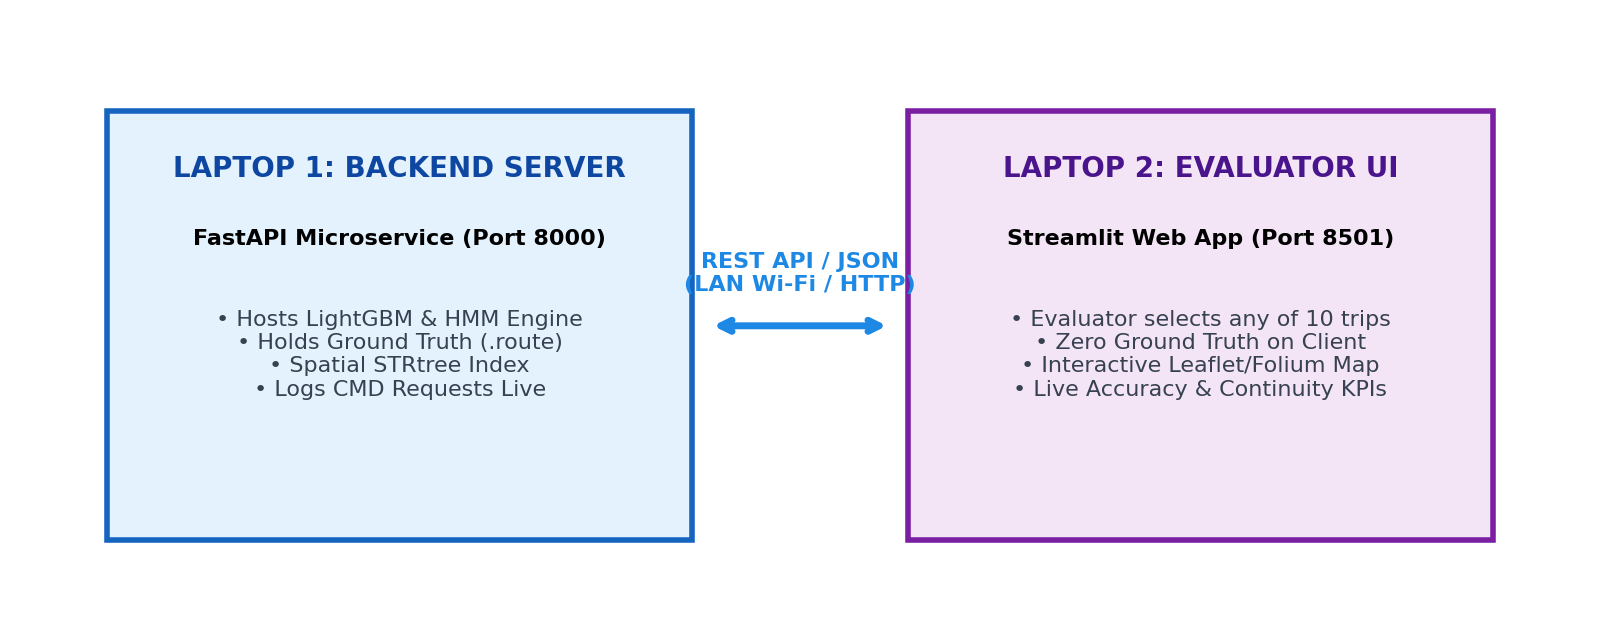 LAPTOP 1: BACKEND SERVER
FastAPI Microservice (Port 8000)
• Hosts LightGBM & HMM Engine
• Holds Ground Truth (.route)
• Spatial STRtree Index
• Logs CMD Requests Live
REST API / JSON
(LAN Wi-Fi / HTTP)
LAPTOP 2: EVALUATOR UI
Streamlit Web App (Port 8501)
• Evaluator selects any of 10 trips
• Zero Ground Truth on Client
• Interactive Leaflet/Folium Map
• Live Accuracy & Continuity KPIs